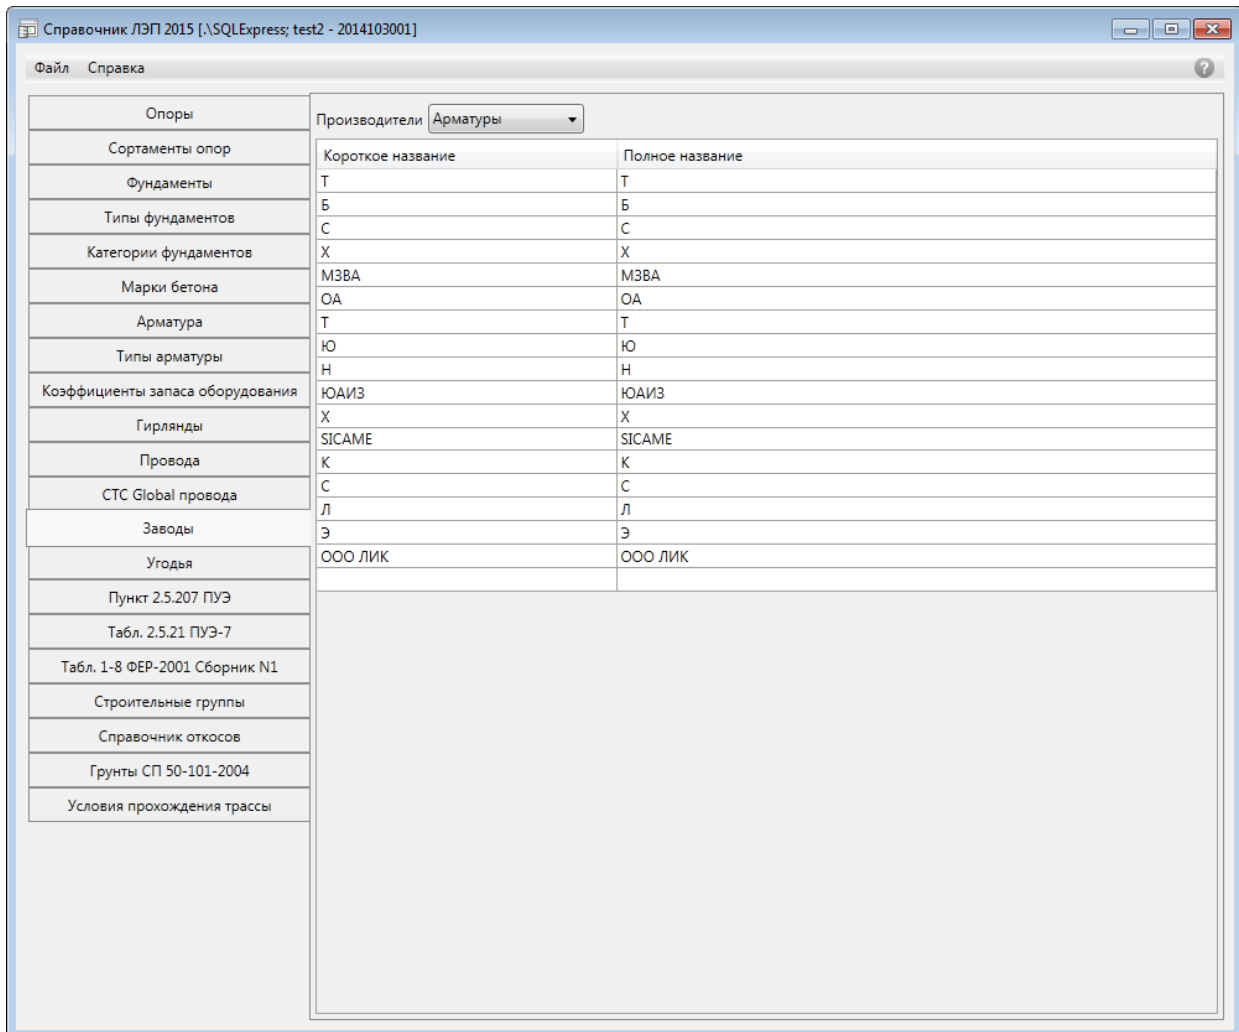 Справочник ЛЭП 2015 [.\SQLExpress; test2 - 2014103001]
Файл Справка
Опоры
Сортаменты опор
Фундаменты
Типы фундаментов
Категории фундаментов
Марки бетона
Арматура
Типы арматуры
Коэффициенты запаса оборудования
Гирлянды
Провода
CTC Global провода
Заводы
Угодья
Пункт 2.5.207 ПУЭ
Табл. 2.5.21 ПУЭ-7
Табл. 1-8 ФЕР-2001 Сборник N1
Строительные группы
Справочник откосов
Грунты СП 50-101-2004
Условия прохождения трассы
Производители Арматуры
Короткое название Полное название
Т Т
Б Б
С С
Х Х
МЗВА МЗВА
ОА ОА
Т Т
Ю Ю
Н Н
ЮАИЗ ЮАИЗ
Х Х
SICAME SICAME
К К
С С
Л Л
Э Э
ООО ЛИК ООО ЛИК